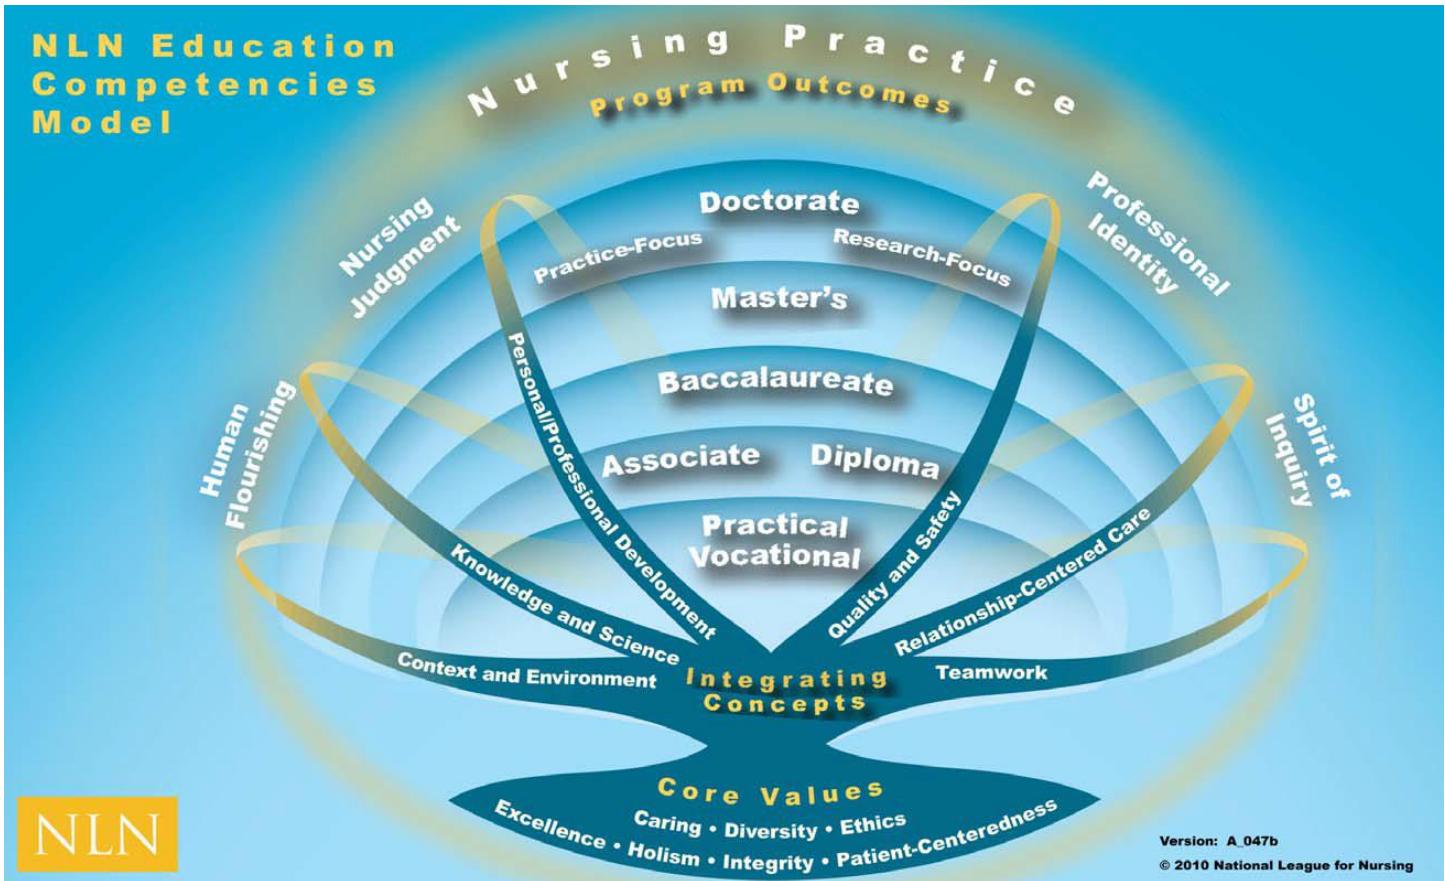 NLN Education
Competencies
Model
Nursing Practice
Program Outcomes
Nursing
Judgment
Professional
Identity
Human
Flourishing
Spirit of
Inquiry
Doctorate
Practice-Focus
Research-Focus
Master's
Baccalaureate
Associate
Diploma
Practical
Vocational
Context and Environment
Knowledge and Science
Personal/Professional Development
Quality and Safety
Relationship-Centered Care
Teamwork
Integrating
Concepts
Core Values
Caring • Diversity • Ethics
Excellence • Holism • Integrity • Patient-Centeredness
NLN
Version: A_047b
© 2010 National League for Nursing